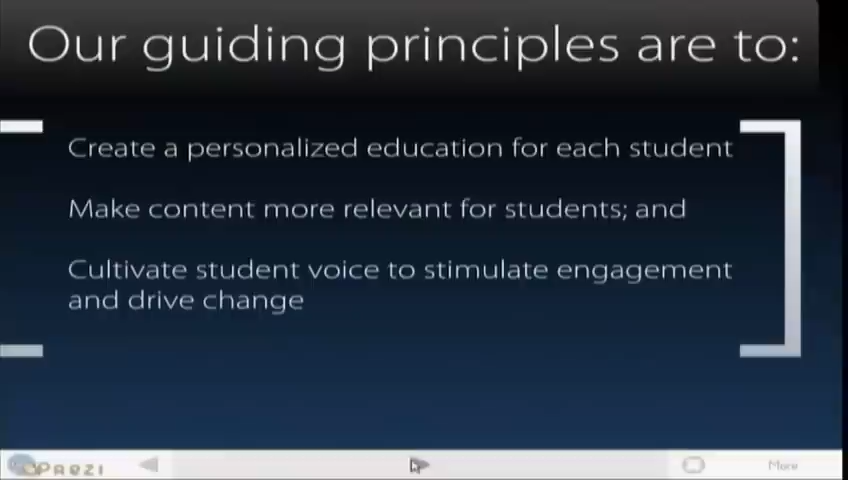 Our guiding principles are to:
Create a personalized education for each student
Make content more relevant for students; and
Cultivate student voice to stimulate engagement
and drive change
PREZI
More